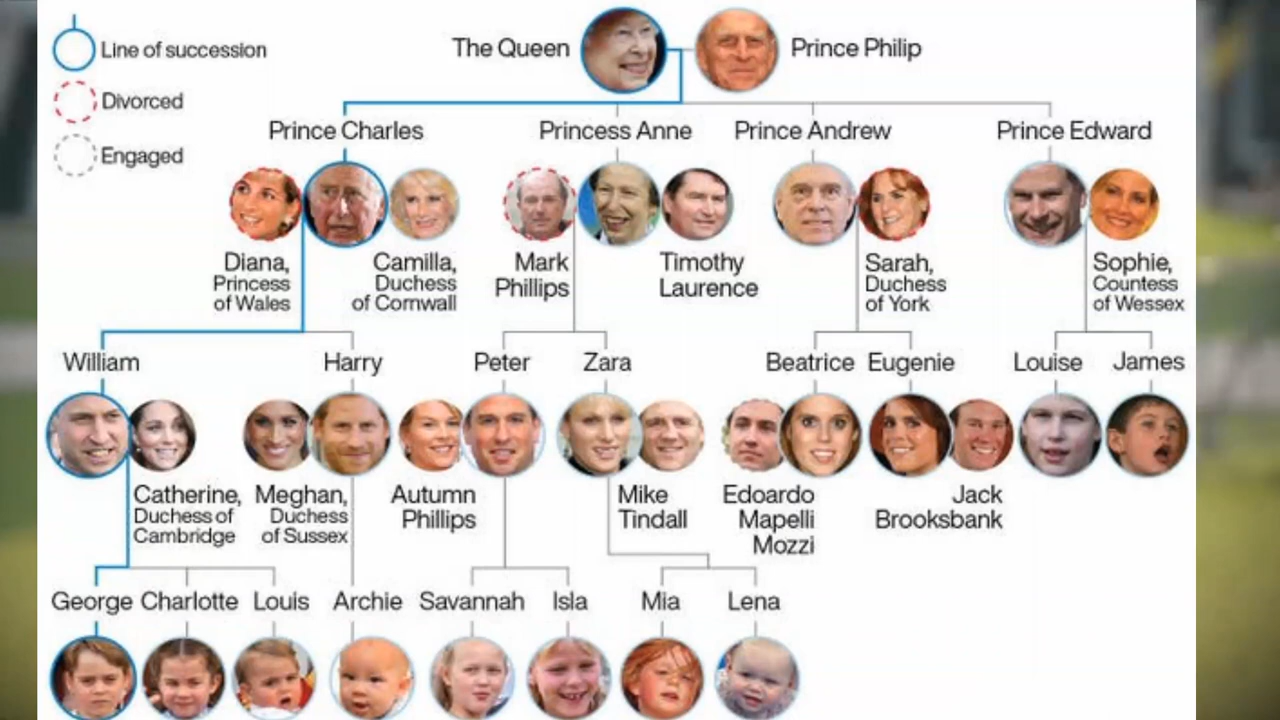 Line of succession
Divorced
Engaged
The Queen
Prince Philip
Prince Charles
Princess Anne
Prince Andrew
Prince Edward
Diana,
Princess
of Wales
Camilla,
Duchess
of Cornwall
Mark
Phillips
Timothy
Laurence
Sarah,
Duchess
of York
Sophie,
Countess
of Wessex
William
Harry
Peter
Zara
Beatrice
Eugenie
Louise
James
Catherine,
Duchess of
Cambridge
Meghan,
Duchess
of Sussex
Autumn
Phillips
Mike
Tindall
Edoardo
Mapelli
Mozzi
Jack
Brooksbank
George
Charlotte
Louis
Archie
Savannah
Isla
Mia
Lena